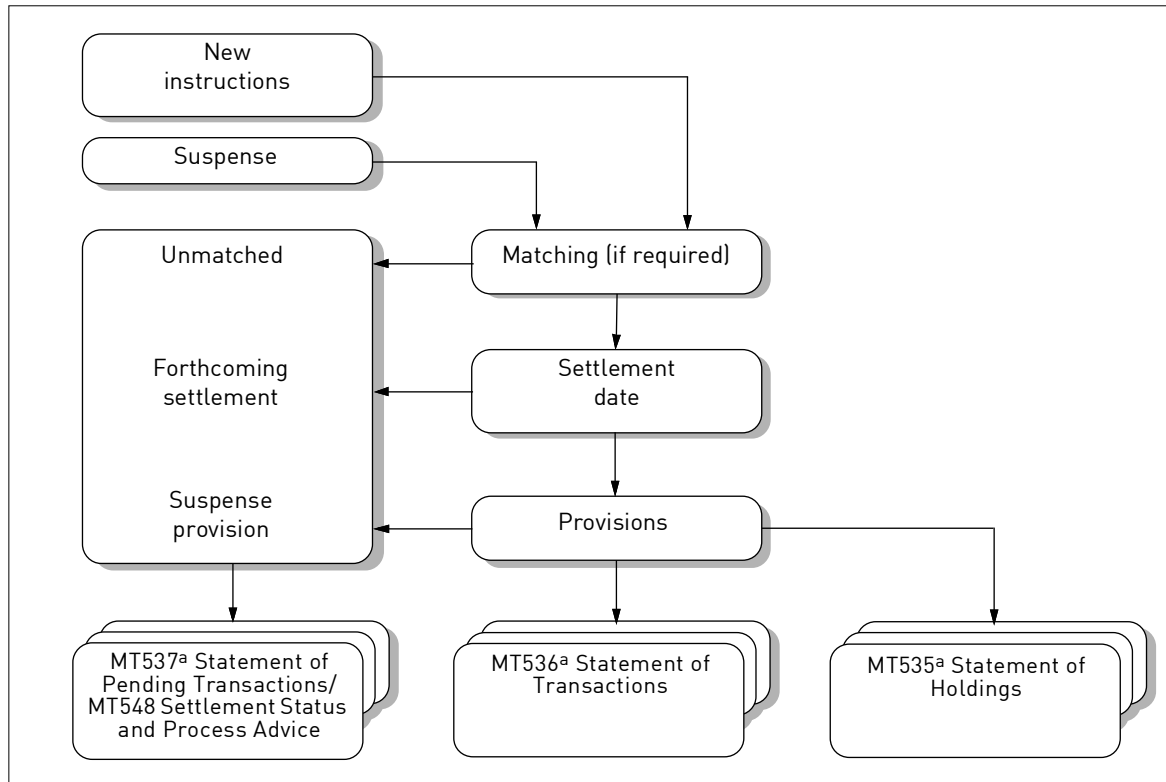 New
instructions
Suspense
Unmatched
Matching (if required)
Forthcoming
settlement
Settlement
date
Suspense
provision
Provisions
MT537ª Statement of
Pending Transactions/
MT548 Settlement Status
and Process Advice
MT536ª Statement of
Transactions
MT535ª Statement of
Holdings